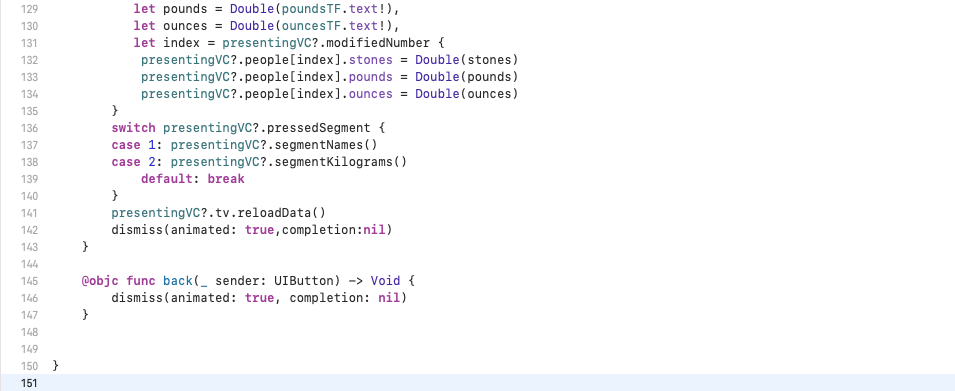 129 let pounds = Double(poundsTF.text!),
130 let ounces = Double(ouncesTF.text!),
131 let index = presentingVC?.modifiedNumber {
132 presentingVC?.people[index].stones = Double(stones)
133 presentingVC?.people[index].pounds = Double(pounds)
134 presentingVC?.people[index].ounces = Double(ounces)
135 }
136 switch presentingVC?.pressedSegment {
137 case 1: presentingVC?.segmentNames()
138 case 2: presentingVC?.segmentKilograms()
139 default: break
140 }
141 presentingVC?.tv.reloadData()
142 dismiss(animated: true,completion:nil)
143 }
144
145 @objc func back(_ sender: UIButton) -> Void {
146 dismiss(animated: true, completion: nil)
147 }
148
149
150 }
151